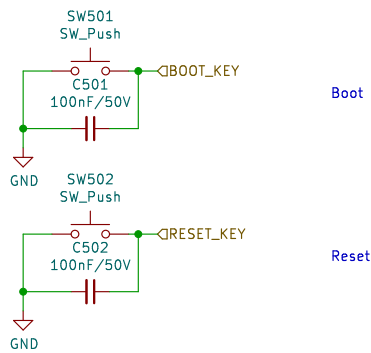 SW501
SW_Push
BOOT_KEY
C501
100nF/50V
Boot
GND
SW502
SW_Push
RESET_KEY
C502
100nF/50V
Reset
GND